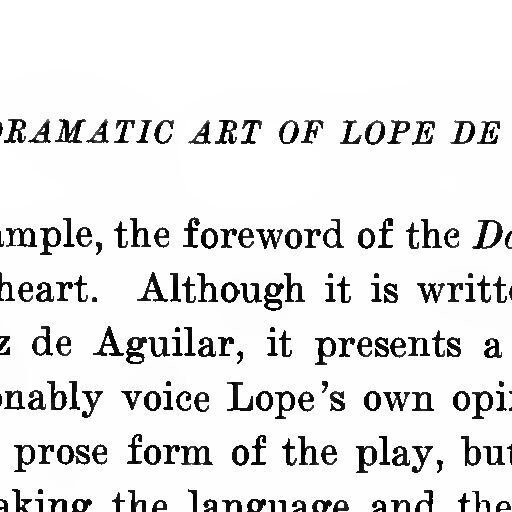 DRAMATIC ART OF LOPE DE
ample, the foreword of the Do
heart. Although it is writte
z de Aguilar, it presents a
onably voice Lope's own opi
prose form of the play, but
aking the language and the